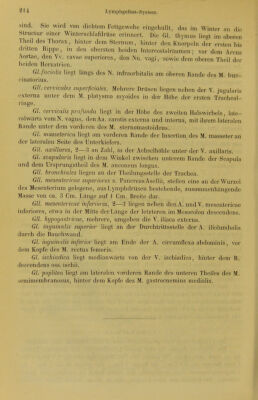 214 Lymphgefäss-System.
sind. Sie wird von dichtem Fettgewebe eingehüllt, das im Winter an die
Structur einer Winterschlafdrüse erinnert. Die Gl. thymus liegt im oberen
Theil des Thorax, hinter dem Sternum, hinter den Knorpeln der ersten bis
dritten Rippe, in den obersten beiden Intercostalräumen; vor dem Arcus
Aortae, den Vv. cavae superiores, den Nn. vagi, sowie dem oberen Theil der
beiden Herzatrien.
Gl. facialis liegt längs des N. infraorbitalis am oberen Rande des M. buc-
cinatorius.
Gll. cervicales superficiales. Mehrere Drüsen liegen neben der V. jugularis
externa unter dem M. platysma myoides in der Höhe der ersten Tracheal-
ringe.
Gl. cervicalis profunda liegt in der Höhe des zweiten Halswirbels, late-
ralwärts vom N. vagus, den Aa. carotis externa und interna, mit ihrem lateralen
Rande unter dem vorderen des M. sternomastoideus.
Gl. masseterica liegt am vorderen Rande der Insertion des M. masseter an
der lateralen Seite des Unterkiefers.
Gll. axillares, 2—3 an Zahl, in der Achselhöhle unter der V. axillaris.
Gl. scapularis liegt in dem Winkel zwischen unterem Rande der Scapula
und dem Ursprungstheil des M. anconeus longus.
Gll. bronchiales liegen an der Theilungsstelle der Trachea.
Gll. mesentericae superiores s. Pancreas Aselli, stellen eine an der Wurzel
des Mesenterium gelegene, aus Lymphdrüsen bestehende, zusammenhängende
Masse von ca. 3 Cm. Länge auf 1 Cm. Breite dar.
Gll. mesentericae inferiores, 2—3 liegen neben den A. und V. mesentericae
inferiores, etwa in der Mitte der Länge der letzteren im Mesocolon descendens.
Gll. hypogastricae, mehrere, umgeben die V. iliaca externa.
Gl. inguinalis superior liegt an der Durchtrittsstelle der A. iliolumbalis
durch die Bauchwand.
Gl. inguinalis inferior liegt am Ende der A. circumflexa abdominis, vor
dem Kopfe des M. rectus femoris.
Gl. ischiadica liegt medianwärts von der V. ischiadica, hinter dem R.
descendens oss. ischii.
Gl. poplitea liegt am lateralen vorderen Rande des unteren Theiles des M.
semimembranosus, hinter dem Kopfe des M. gastrocnemius medialis.